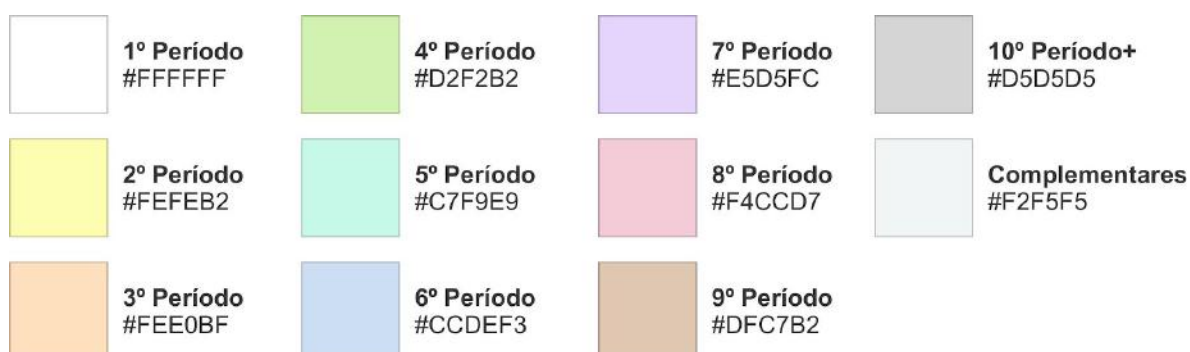 1º Período
#FFFFFF
2º Período
#FEFEB2
3º Período
#FEE0BF
4º Período
#D2F2B2
5º Período
#C7F9E9
6º Período
#CCDEF3
7º Período
#E5D5FC
8º Período
#F4CCD7
9º Período
#DFC7B2
10º Período+
#D5D5D5
Complementares
#F2F5F5